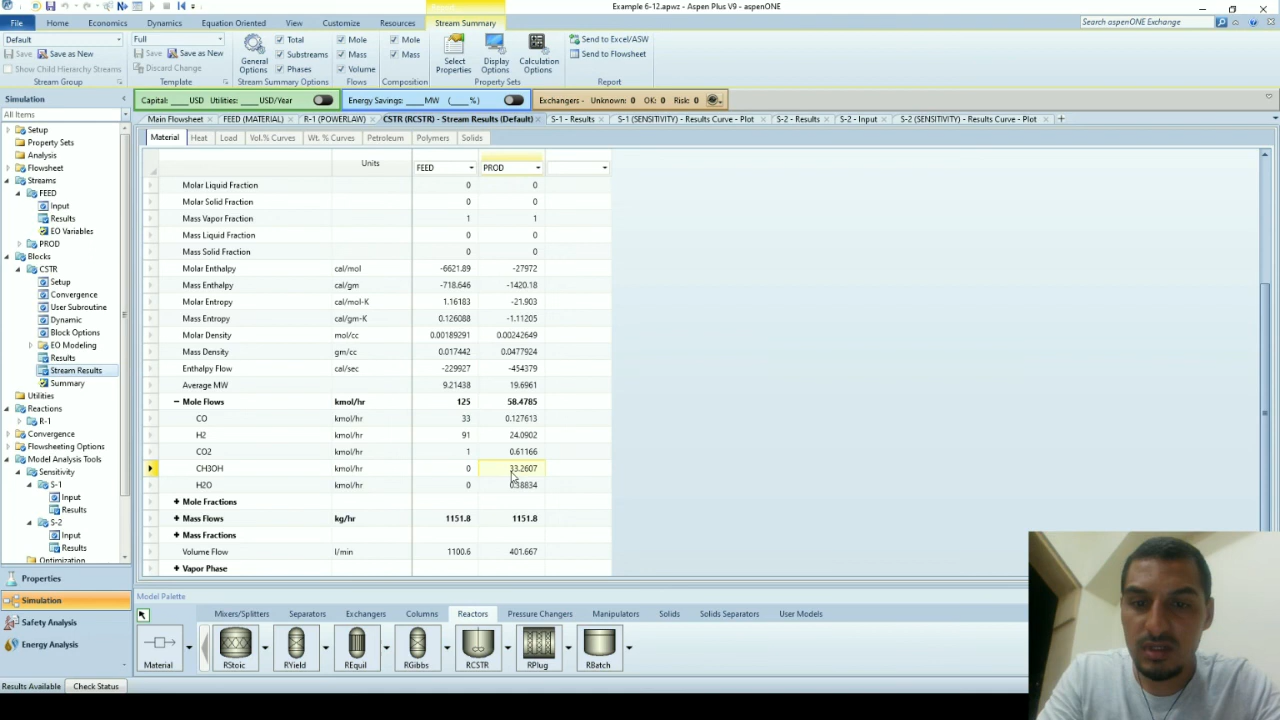 Example 6-12.apwz - Aspen Plus V9 - aspenONE
File Home Economics Dynamics Equation Oriented View Customize Resources Stream Summary
Search aspenONE Exchange
Default
Save Save as New
Show Child Hierarchy Streams
Stream Group
Full
Save Save as New
Discard Change
Template
General Options
Total
Substreams
Phases
Stream Summary Options
Mole
Mass
Volume
Flows
Mole
Mass
Composition
Select Properties
Display Options
Calculation Options
Property Sets
Send to Excel/ASW
Send to Flowsheet
Report
Simulation
All Items
Capital: ____ USD Utilities: ____ USD/Year
Energy Savings: ____ MW (____ %)
Exchangers - Unknown: 0 OK: 0 Risk: 0
Main Flowsheet FEED (MATERIAL) R-1 (POWERLAW) CSTR (RCSTR) - Stream Results (Default) S-1 - Results S-1 (SENSITIVITY) - Results Curve - Plot S-2 - Results S-2 - Input S-2 (SENSITIVITY) - Results Curve - Plot
Setup
Property Sets
Analysis
Flowsheet
Streams
FEED
Input
Results
EO Variables
PROD
Blocks
CSTR
Setup
Convergence
User Subroutine
Dynamic
Block Options
EO Modeling
Results
Stream Results
Summary
Utilities
Reactions
R-1
Convergence
Flowsheeting Options
Model Analysis Tools
Sensitivity
S-1
Input
Results
S-2
Input
Results
Optimization
Properties
Simulation
Safety Analysis
Energy Analysis
Material Heat Load Vol.% Curves Wt. % Curves Petroleum Polymers Solids
Units FEED PROD
Molar Liquid Fraction 0 0
Molar Solid Fraction 0 0
Mass Vapor Fraction 1 1
Mass Liquid Fraction 0 0
Mass Solid Fraction 0 0
Molar Enthalpy cal/mol -6621.89 -27972
Mass Enthalpy cal/gm -718.646 -1420.18
Molar Entropy cal/mol-K 1.16183 -21.903
Mass Entropy cal/gm-K 0.126088 -1.11205
Molar Density mol/cc 0.00189291 0.00242649
Mass Density gm/cc 0.017442 0.0477924
Enthalpy Flow cal/sec -229927 -454379
Average MW 9.21438 19.6961
Mole Flows kmol/hr 125 58.4785
CO kmol/hr 33 0.127613
H2 kmol/hr 91 24.0902
CO2 kmol/hr 1 0.61166
CH3OH kmol/hr 0 33.2607
H2O kmol/hr 0 0.38834
Mole Fractions
Mass Flows kg/hr 1151.8 1151.8
Mass Fractions
Volume Flow l/min 1100.6 401.667
Vapor Phase
Model Palette
Mixers/Splitters Separators Exchangers Columns Reactors Pressure Changers Manipulators Solids Solids Separators User Models
Material RStoic RYield REquil RGibbs RCSTR RPlug RBatch
Results Available Check Status